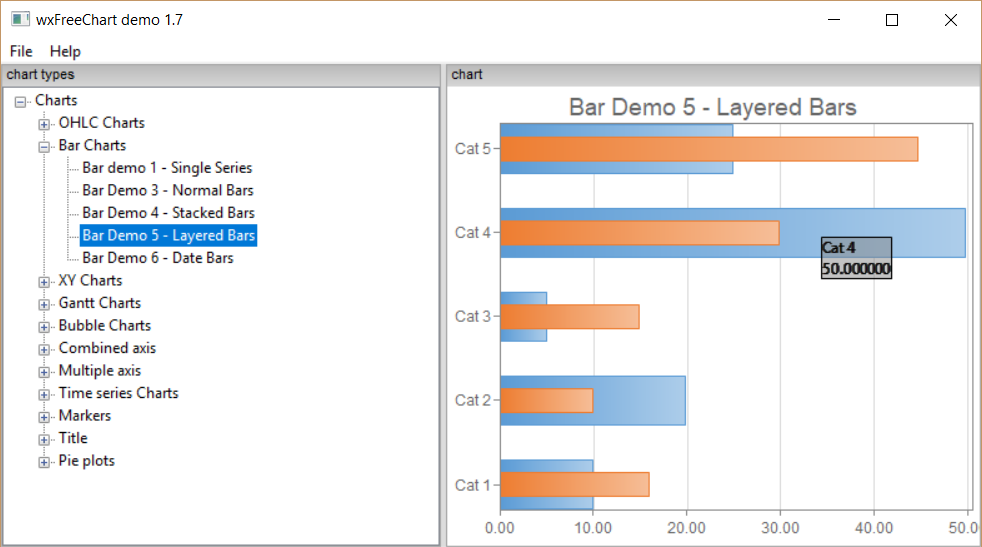 wxFreeChart demo 1.7
File Help
chart types
Charts
OHLC Charts
Bar Charts
Bar demo 1 - Single Series
Bar Demo 3 - Normal Bars
Bar Demo 4 - Stacked Bars
Bar Demo 5 - Layered Bars
Bar Demo 6 - Date Bars
XY Charts
Gantt Charts
Bubble Charts
Combined axis
Multiple axis
Time series Charts
Markers
Title
Pie plots
chart
Bar Demo 5 - Layered Bars
Cat 5
Cat 4
Cat 4
50.000000
Cat 3
Cat 2
Cat 1
0.00 10.00 20.00 30.00 40.00 50.0